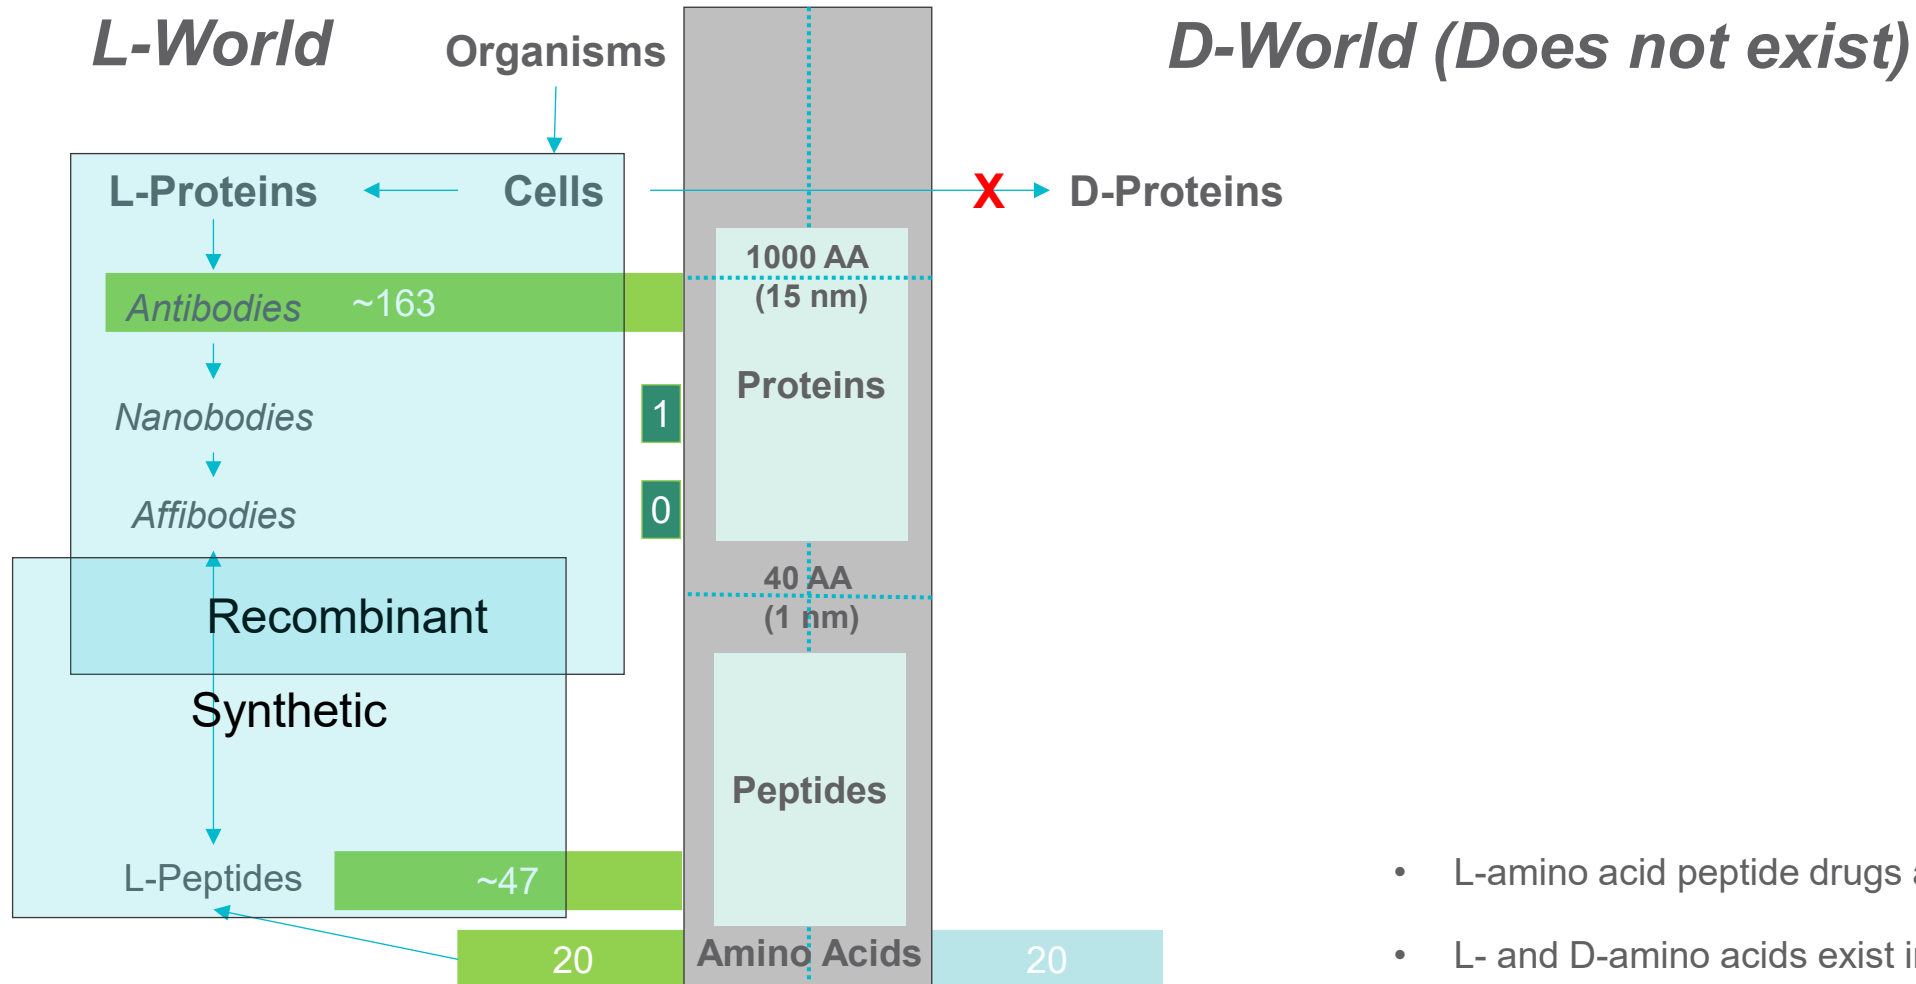 L-World
Organisms
D-World (Does not exist)
L-Proteins
Cells
X
D-Proteins
1000 AA
(15 nm)
Antibodies
~163
Proteins
Nanobodies
1
Affibodies
0
40 AA
(1 nm)
Recombinant
Synthetic
Peptides
L-Peptides
~47
• L-amino acid peptide drugs
20
Amino Acids
20
• L- and D-amino acids exist